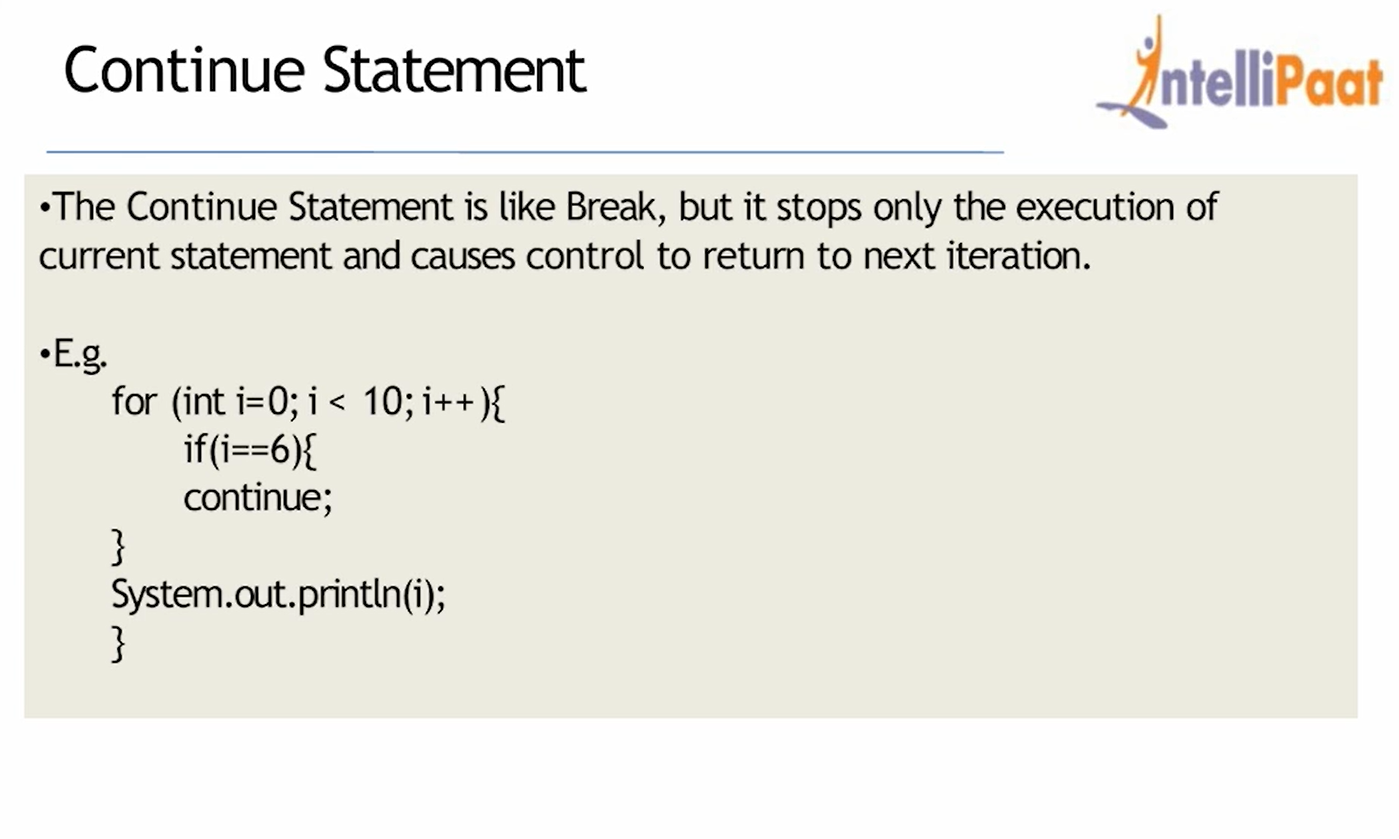 Continue Statement
IntelliPaat
•The Continue Statement is like Break, but it stops only the execution of
current statement and causes control to return to next iteration.
•E.g.
for (int i=0; i < 10; i++){
if(i==6){
continue;
}
System.out.println(i);
}